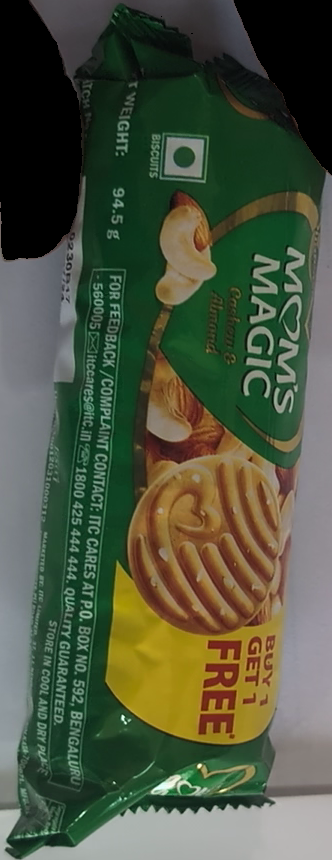 MOM'S
MAGIC
Cashew &
Almond
BUY 1
GET 1
FREE*
BISCUITS
T WEIGHT: 94.5 g
FOR FEEDBACK / COMPLAINT CONTACT: ITC CARES AT P.O. BOX NO. 592, BENGALURU
- 560005 itccares@itc.in 1800 425 444 444. QUALITY GUARANTEED.
STORE IN COOL AND DRY PLA